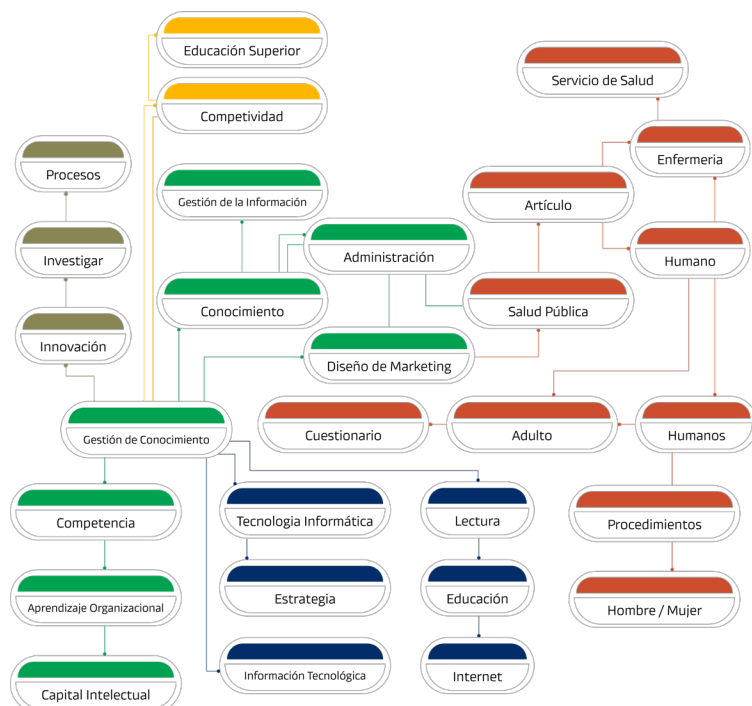 Educación Superior
Servicio de Salud
Competividad
Enfermeria
Procesos
Gestión de la Información
Artículo
Administración
Investigar
Humano
Conocimiento
Salud Pública
Innovación
Diseño de Marketing
Gestión de Conocimiento
Cuestionario
Adulto
Humanos
Competencia
Tecnologia Informática
Lectura
Procedimientos
Aprendizaje Organizacional
Estrategia
Educación
Hombre / Mujer
Capital Intelectual
Información Tecnológica
Internet